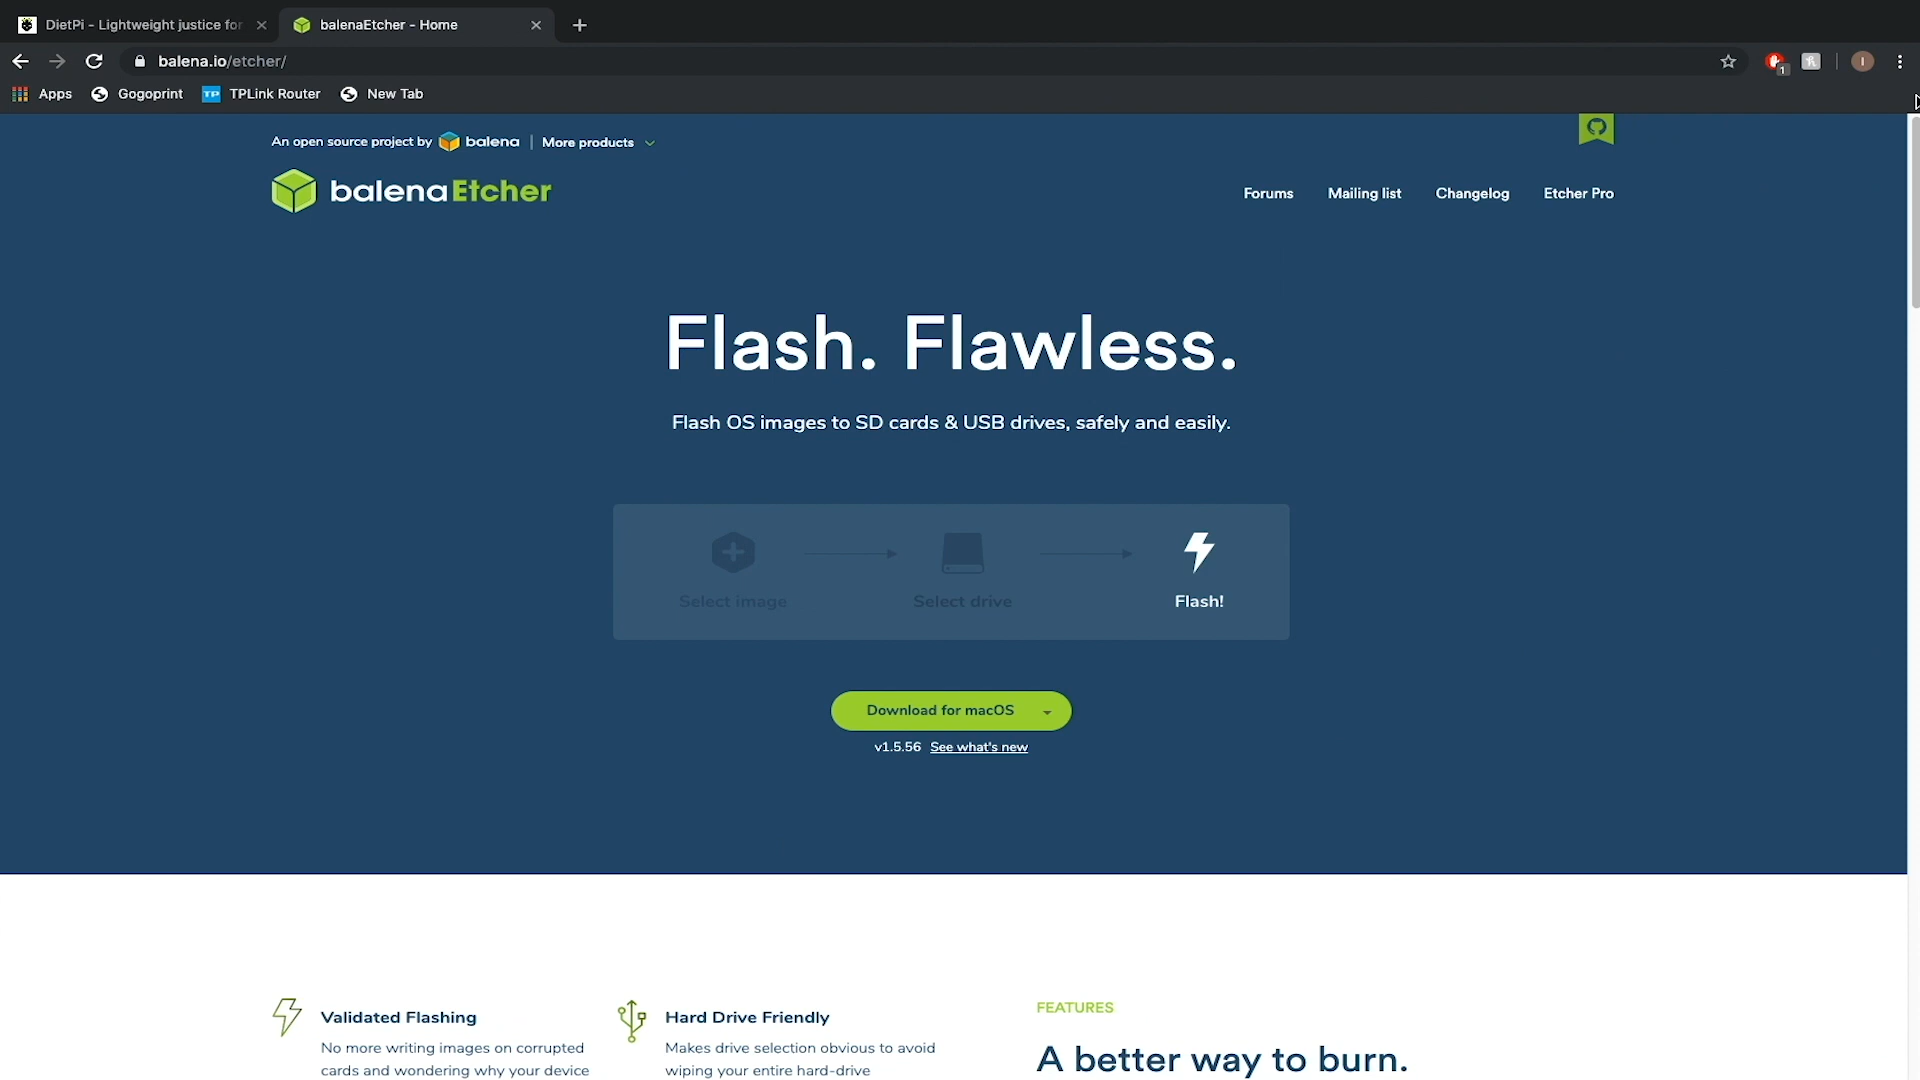 DietPi - Lightweight justice for
balenaEtcher - Home
balena.io/etcher/
1
I
Apps
Gogoprint
TP
TPLink Router
New Tab
An open source project by balena | More products
balenaEtcher
Forums
Mailing list
Changelog
Etcher Pro
Flash. Flawless.
Flash OS images to SD cards & USB drives, safely and easily.
Select image
Select drive
Flash!
Download for macOS
v1.5.56 See what's new
Validated Flashing
No more writing images on corrupted
cards and wondering why your device
Hard Drive Friendly
Makes drive selection obvious to avoid
wiping your entire hard-drive
FEATURES
A better way to burn.